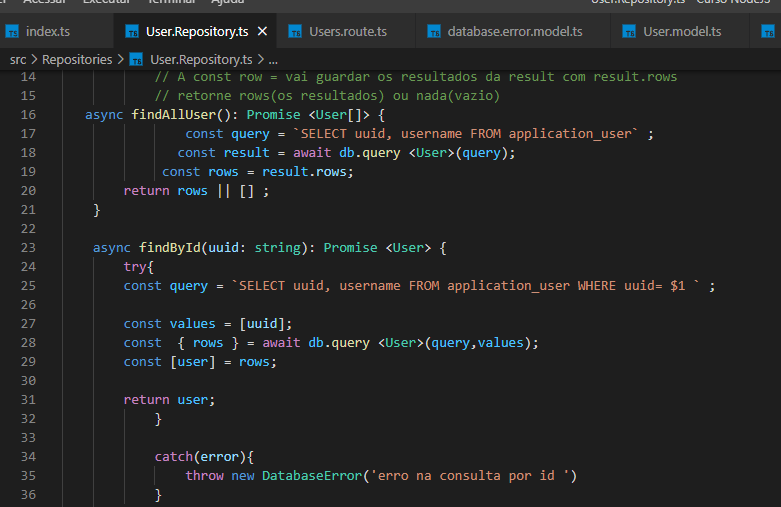 Acessar Executar Terminal Ajuda User.Repository.ts - Curso NodeJS
TS index.ts TS User.Repository.ts × TS Users.route.ts TS database.error.model.ts TS User.model.ts TS
src > Repositories > TS User.Repository.ts > ...
14 // A const row = vai guardar os resultados da result com result.rows
15 // retorne rows(os resultados) ou nada(vazio)
16 async findAllUser(): Promise <User[]> {
17 const query = `SELECT uuid, username FROM application_user` ;
18 const result = await db.query <User>(query);
19 const rows = result.rows;
20 return rows || [] ;
21 }
22
23 async findById(uuid: string): Promise <User> {
24 try{
25 const query = `SELECT uuid, username FROM application_user WHERE uuid= $1 ` ;
26
27 const values = [uuid];
28 const { rows } = await db.query <User>(query,values);
29 const [user] = rows;
30
31 return user;
32 }
33
34 catch(error){
35 throw new DatabaseError('erro na consulta por id ')
36 }